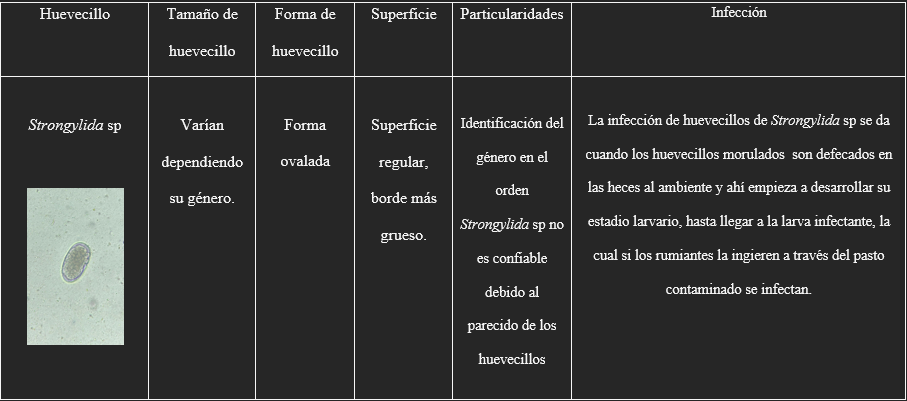 Huevecillo
Tamaño de
huevecillo
Forma de
huevecillo
Superficie
Particularidades
Infección
Strongylida sp
Varían
dependiendo
su género.
Forma
ovalada
Superficie
regular,
borde más
grueso.
Identificación del
género en el
orden
Strongylida sp no
es confiable
debido al
parecido de los
huevecillos
La infección de huevecillos de Strongylida sp se da
cuando los huevecillos morulados son defecados en
las heces al ambiente y ahí empieza a desarrollar su
estadio larvario, hasta llegar a la larva infectante, la
cual si los rumiantes la ingieren a través del pasto
contaminado se infectan.